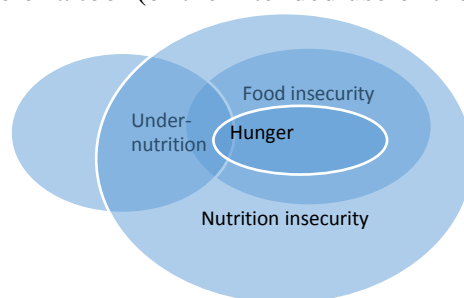 Food insecurity
Under-
nutrition
Hunger
Nutrition insecurity